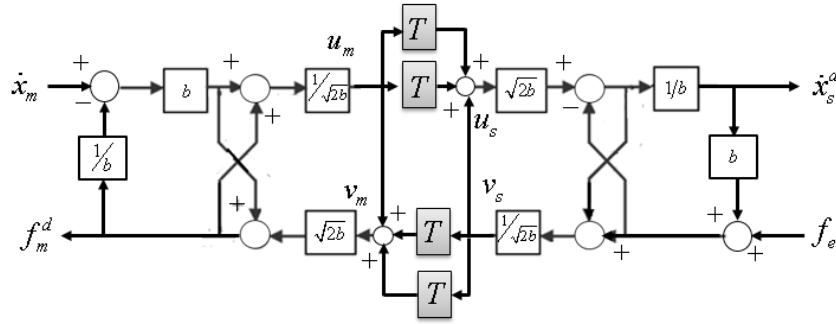 T
+ u_m + +
ẋ_m + b + 1/√2b T + √2b + 1/b ẋ_s^a
− + + u_s −
1/b b
v_m v_s
+ + +
f_m^d √2b T 1/√2b + + f_e
+
T